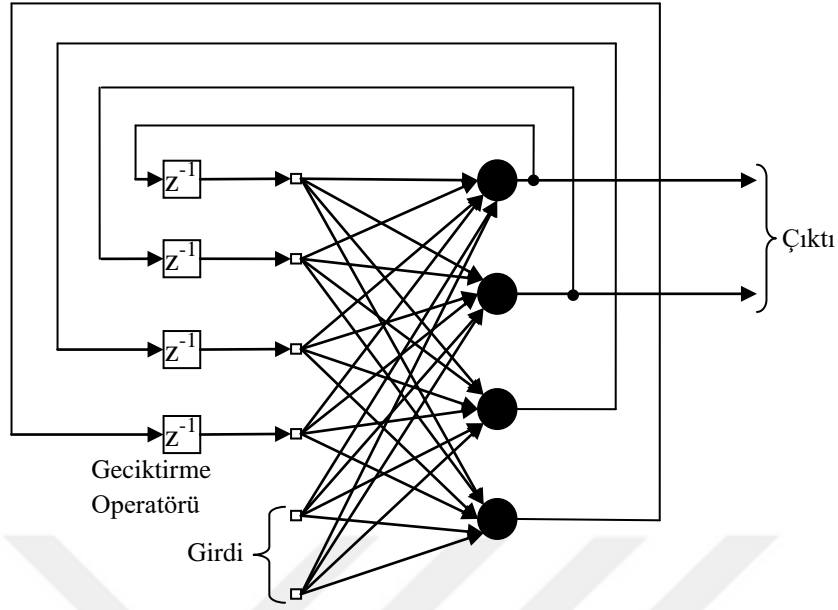 z⁻¹
z⁻¹
Çıktı
z⁻¹
z⁻¹
Geciktirme
Operatörü
Girdi